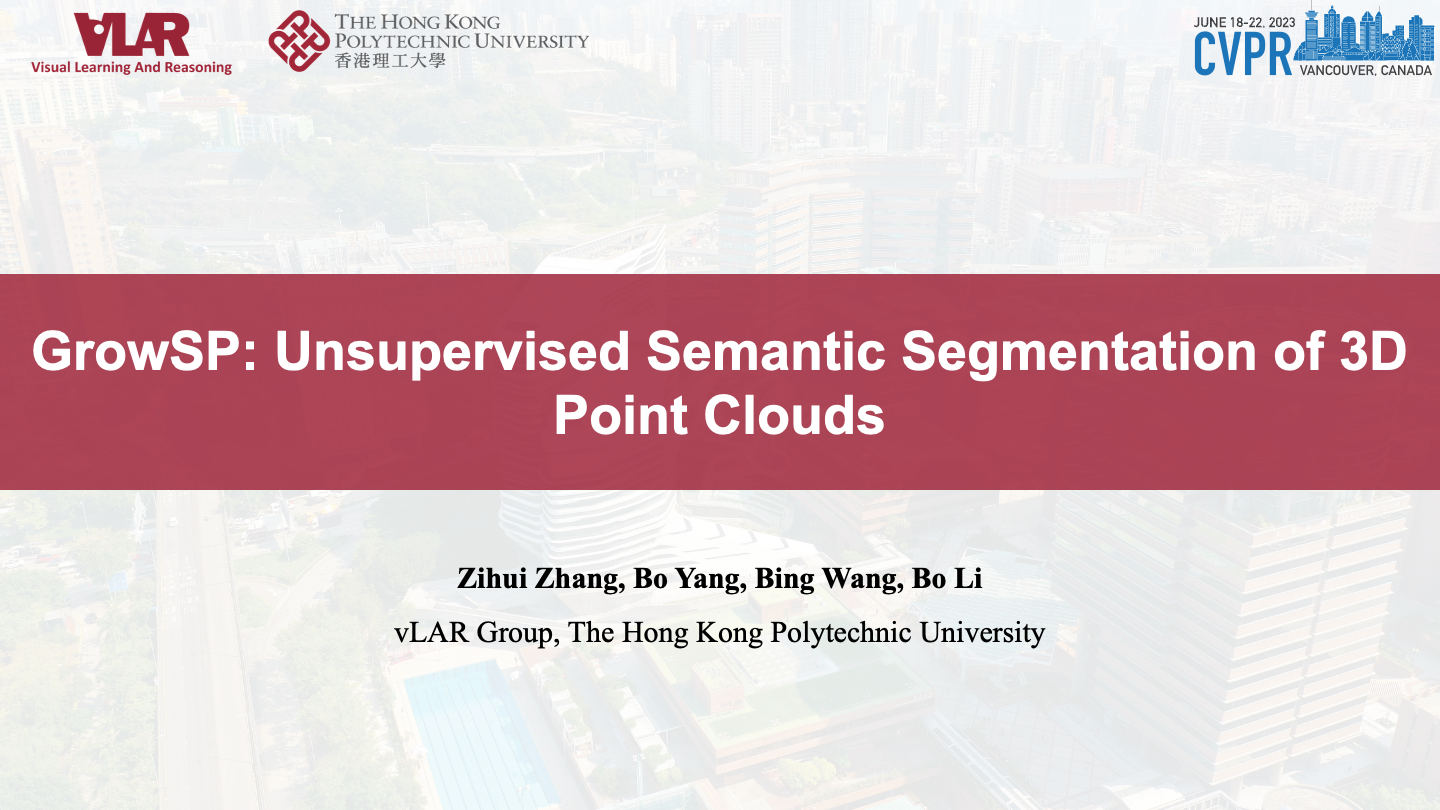 vLAR
Visual Learning And Reasoning
THE HONG KONG
POLYTECHNIC UNIVERSITY
香港理工大學
JUNE 18-22, 2023
CVPR
VANCOUVER, CANADA
GrowSP: Unsupervised Semantic Segmentation of 3D
Point Clouds
Zihui Zhang, Bo Yang, Bing Wang, Bo Li
vLAR Group, The Hong Kong Polytechnic University